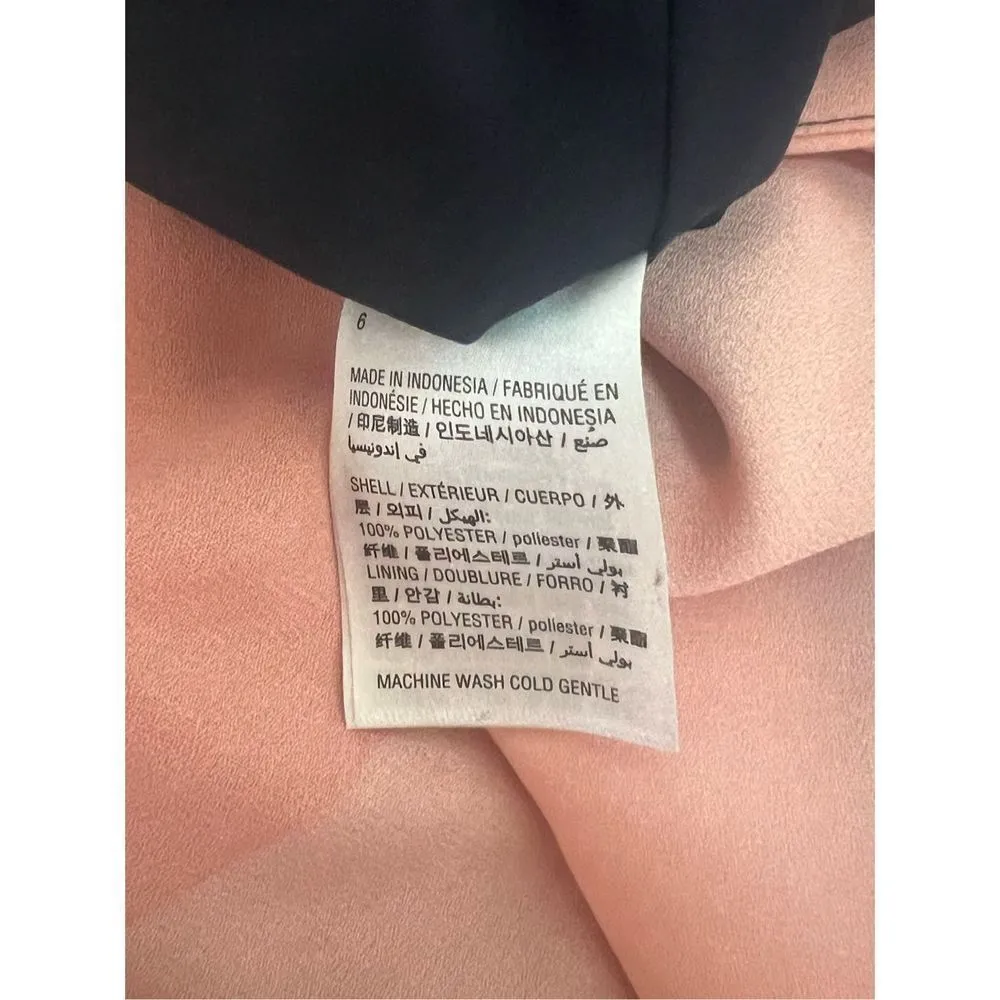 6
MADE IN INDONESIA / FABRIQUÉ EN
INDONÉSIE / HECHO EN INDONESIA
/ 印尼制造 / 인도네시아산 / صُنع
في إندونيسيا
SHELL / EXTÉRIEUR / CUERPO / 外
层 / 외피 / الهيكل:
100% POLYESTER / poliester / 聚酯
纤维 / 폴리에스테르 / بولي أستر
LINING / DOUBLURE / FORRO / 衬
里 / 안감 / بطانة:
100% POLYESTER / poliester / 聚酯
纤维 / 폴리에스테르 / بولي أستر
MACHINE WASH COLD GENTLE